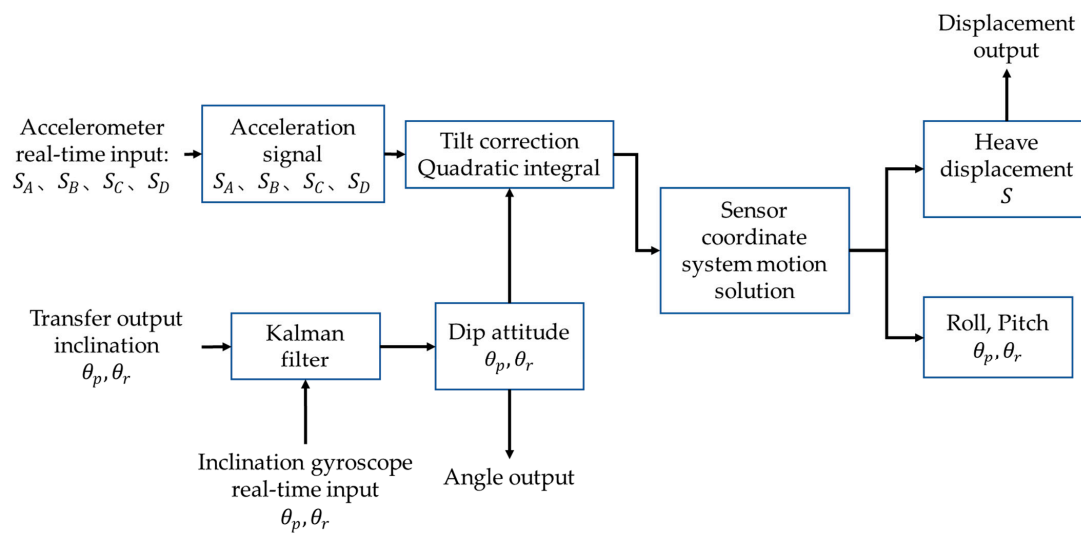 Displacement
output
Accelerometer
real-time input:
S_A、S_B、S_C、S_D
Acceleration
signal
S_A、S_B、S_C、S_D
Tilt correction
Quadratic integral
Heave
displacement
S
Sensor
coordinate
system motion
solution
Transfer output
inclination
θ_p,θ_r
Kalman
filter
Dip attitude
θ_p,θ_r
Roll, Pitch
θ_p,θ_r
Inclination gyroscope
real-time input
θ_p,θ_r
Angle output